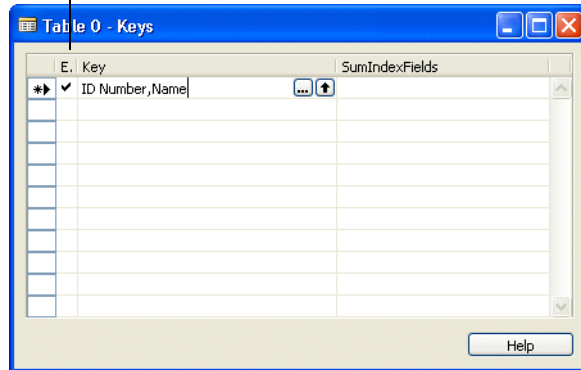 Table 0 - Keys
E. Key SumIndexFields
ID Number,Name
Help